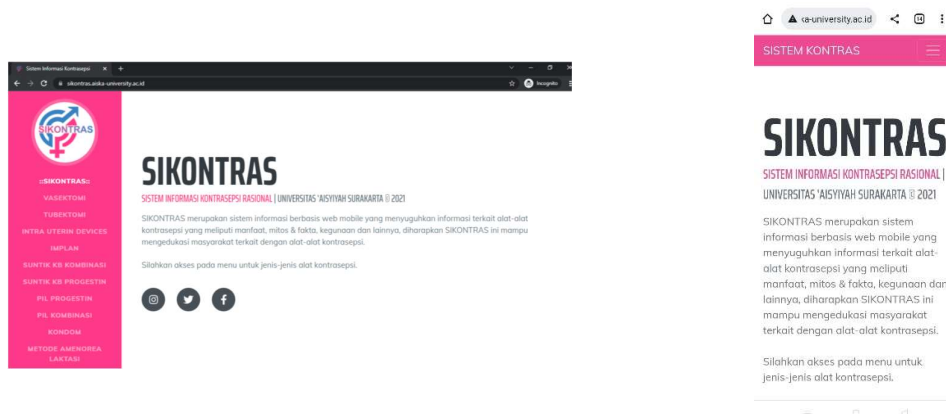 Sistem Informasi Kontrasepsi
sikontras.aiska-university.ac.id
Incognito
SIKONTRAS
::SIKONTRAS::
VASEKTOMI
TUBEKTOMI
INTRA UTERIN DEVICES
IMPLAN
SUNTIK KB KOMBINASI
SUNTIK KB PROGESTIN
PIL PROGESTIN
PIL KOMBINASI
KONDOM
METODE AMENOREA
LAKTASI
SIKONTRAS
SISTEM INFORMASI KONTRASEPSI RASIONAL | UNIVERSITAS 'AISYIYAH SURAKARTA © 2021
SIKONTRAS merupakan sistem informasi berbasis web mobile yang menyuguhkan informasi terkait alat-alat
kontrasepsi yang meliputi manfaat, mitos & fakta, kegunaan dan lainnya, diharapkan SIKONTRAS ini mampu
mengedukasi masyarakat terkait dengan alat-alat kontrasepsi.
Silahkan akses pada menu untuk jenis-jenis alat kontrasepsi.
ka-university.ac.id
14
SISTEM KONTRAS
SIKONTRAS
SISTEM INFORMASI KONTRASEPSI RASIONAL |
UNIVERSITAS 'AISYIYAH SURAKARTA © 2021
SIKONTRAS merupakan sistem
informasi berbasis web mobile yang
menyuguhkan informasi terkait alat-
alat kontrasepsi yang meliputi
manfaat, mitos & fakta, kegunaan dan
lainnya, diharapkan SIKONTRAS ini
mampu mengedukasi masyarakat
terkait dengan alat-alat kontrasepsi.
Silahkan akses pada menu untuk
jenis-jenis alat kontrasepsi.